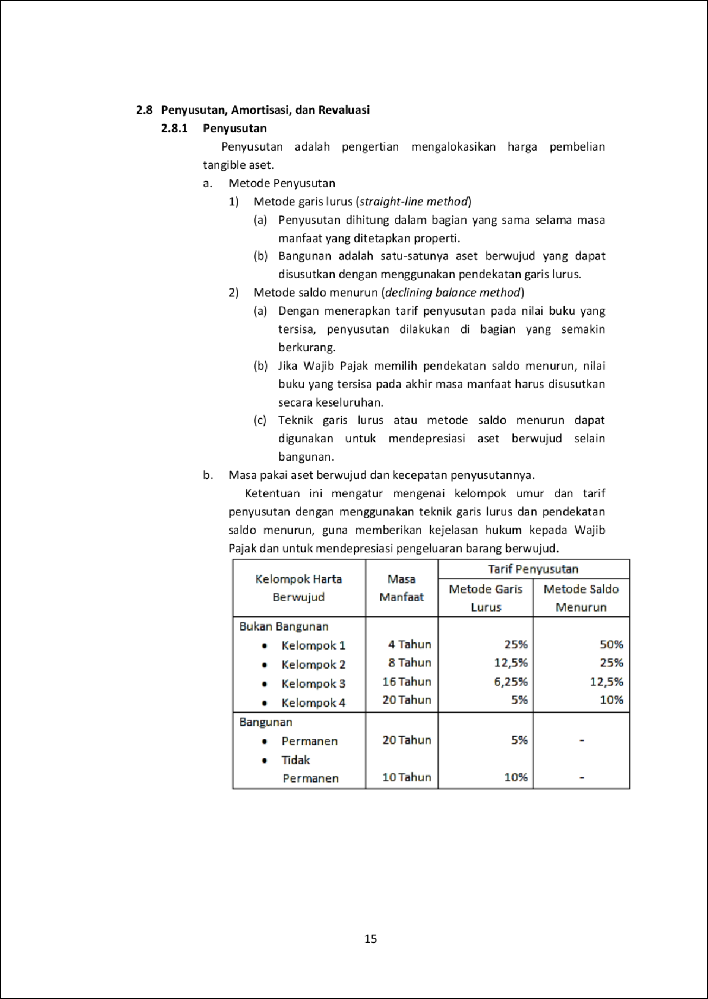 2.8 Penyusutan, Amortisasi, dan Revaluasi
2.8.1 Penyusutan
Penyusutan adalah pengertian mengalokasikan harga pembelian
tangible aset.
a. Metode Penyusutan
1) Metode garis lurus (straight-line method)
(a) Penyusutan dihitung dalam bagian yang sama selama masa
manfaat yang ditetapkan properti.
(b) Bangunan adalah satu-satunya aset berwujud yang dapat
disusutkan dengan menggunakan pendekatan garis lurus.
2) Metode saldo menurun (declining balance method)
(a) Dengan menerapkan tarif penyusutan pada nilai buku yang
tersisa, penyusutan dilakukan di bagian yang semakin
berkurang.
(b) Jika Wajib Pajak memilih pendekatan saldo menurun, nilai
buku yang tersisa pada akhir masa manfaat harus disusutkan
secara keseluruhan.
(c) Teknik garis lurus atau metode saldo menurun dapat
digunakan untuk mendepresiasi aset berwujud selain
bangunan.
b. Masa pakai aset berwujud dan kecepatan penyusutannya.
Ketentuan ini mengatur mengenai kelompok umur dan tarif
penyusutan dengan menggunakan teknik garis lurus dan pendekatan
saldo menurun, guna memberikan kejelasan hukum kepada Wajib
Pajak dan untuk mendepresiasi pengeluaran barang berwujud.
Tarif Penyusutan
Kelompok Harta Masa
Berwujud Manfaat
Metode Garis Metode Saldo
Lurus Menurun
Bukan Bangunan
• Kelompok 1 4 Tahun 25% 50%
• Kelompok 2 8 Tahun 12,5% 25%
• Kelompok 3 16 Tahun 6,25% 12,5%
• Kelompok 4 20 Tahun 5% 10%
Bangunan
• Permanen 20 Tahun 5% -
• Tidak
Permanen 10 Tahun 10% -
15